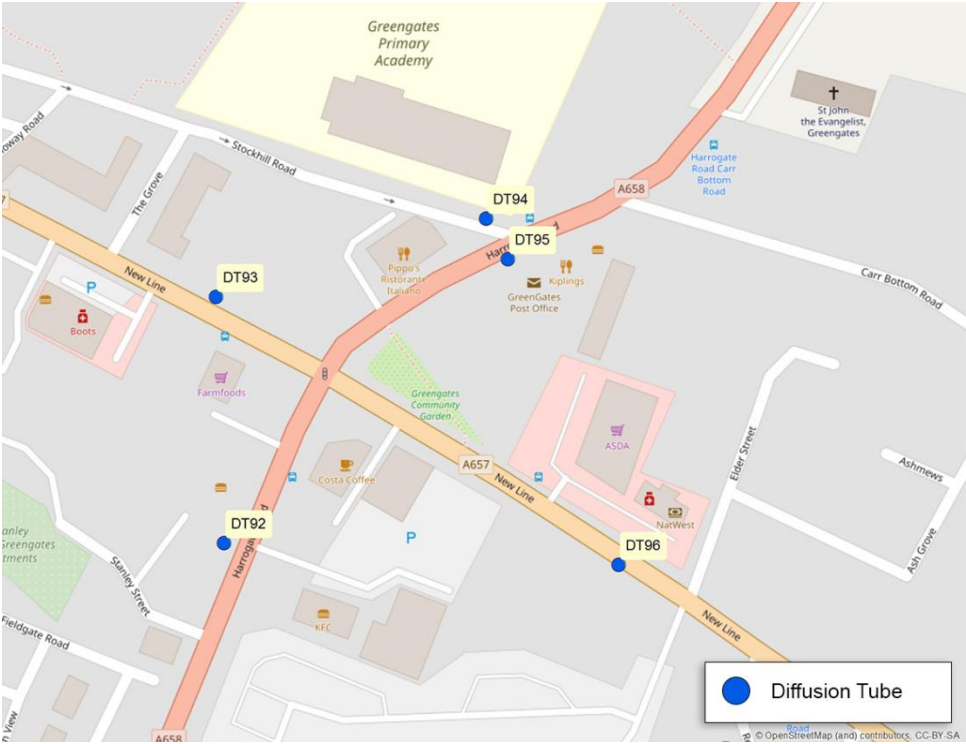 Greengates
Primary
Academy
St John
the Evangelist,
Greengates
Harrogate
Road Carr
Bottom
Road
A658
Stockhill Road
The Grove
DT94
DT95
Pippo's
Ristorante
Italiano
Kiplings
GreenGates
Post Office
Carr Bottom Road
New Line
DT93
P
Boots
Farmfoods
Greengates
Community
Garden
ASDA
Elder Street
Ashmews
A657
New Line
Costa Coffee
NatWest
Ash Grove
DT92
P
DT96
Stanley Street
KFC
New Line
Fieldgate Road
Diffusion Tube
A658
Road
© OpenStreetMap (and) contributors, CC-BY-SA